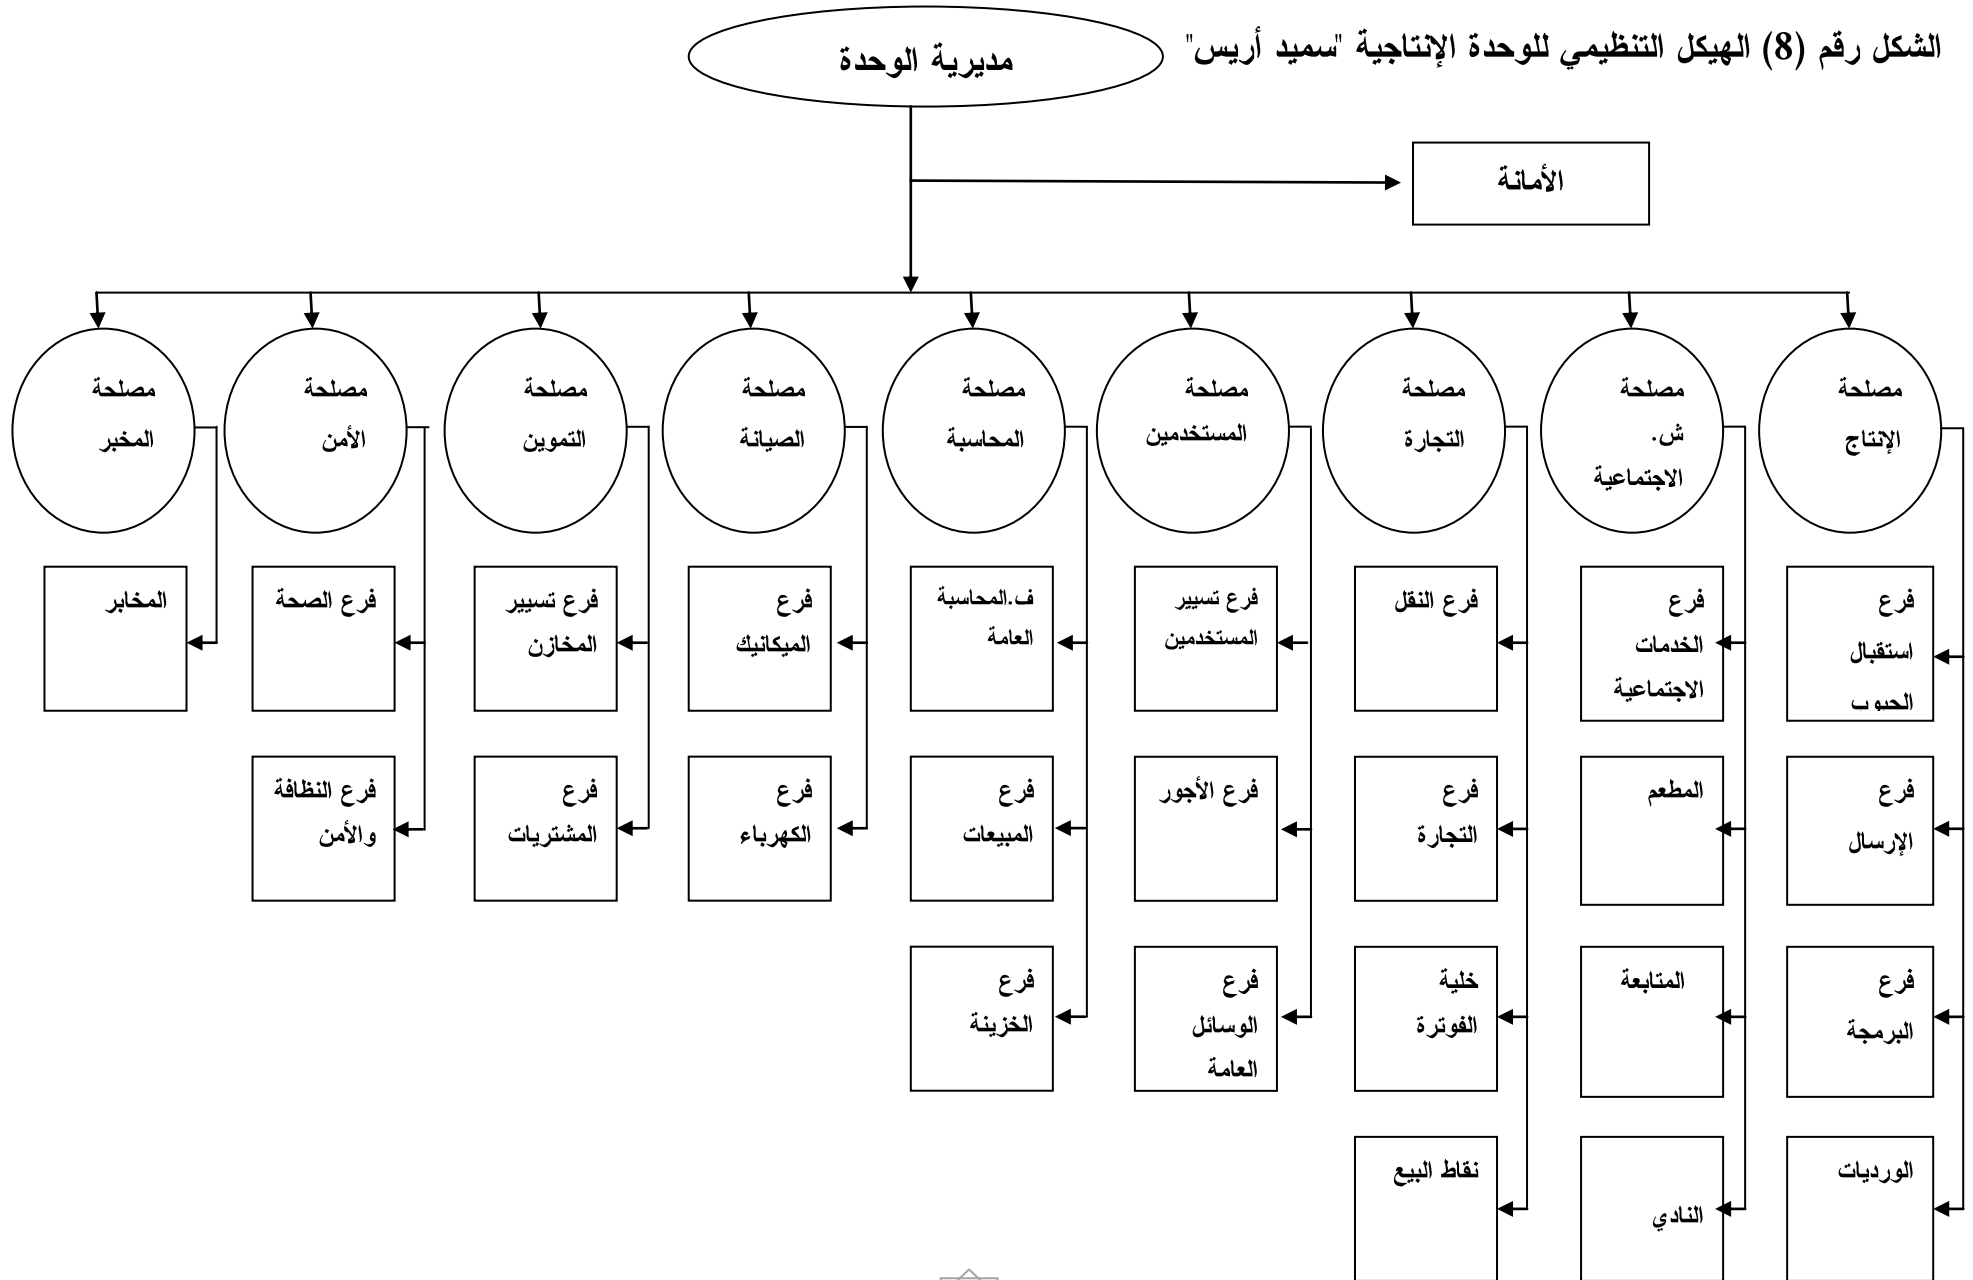 الشكل رقم (8) الهيكل التنظيمي للوحدة الإنتاجية "سميد أريس"
مديرية الوحدة
الأمانة
مصلحة
الإنتاج
مصلحة
ش.
الاجتماعية
مصلحة
التجارة
مصلحة
المستخدمين
مصلحة
المحاسبة
مصلحة
الصيانة
مصلحة
التموين
مصلحة
الأمن
مصلحة
المخبر
فرع
استقبال
الحبوب
فرع
الخدمات
الاجتماعية
فرع النقل
فرع تسيير
المستخدمين
ف.المحاسبة
العامة
فرع
الميكانيك
فرع تسيير
المخازن
فرع الصحة
المخابر
فرع
الإرسال
المطعم
فرع
التجارة
فرع الأجور
فرع
المبيعات
فرع
الكهرباء
فرع
المشتريات
فرع النظافة
والأمن
فرع
البرمجة
المتابعة
خلية
الفوترة
فرع
الوسائل
العامة
فرع
الخزينة
الورديات
النادي
نقاط البيع